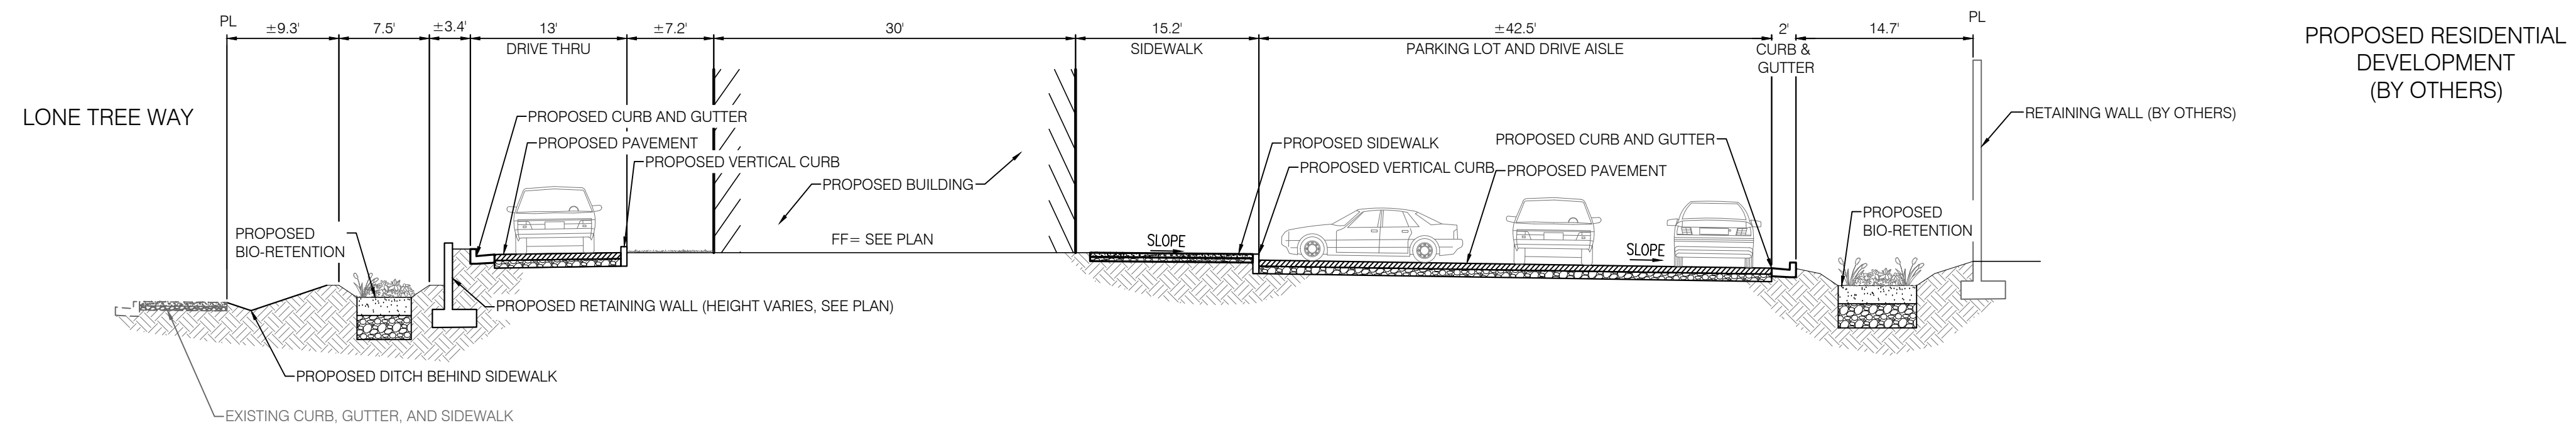 PL
±9.3'
7.5'
±3.4'
13'
±7.2'
30'
15.2'
±42.5'
2'
14.7'
PL
DRIVE THRU
SIDEWALK
PARKING LOT AND DRIVE AISLE
CURB &
GUTTER
PROPOSED RESIDENTIAL
DEVELOPMENT
(BY OTHERS)
LONE TREE WAY
PROPOSED CURB AND GUTTER
PROPOSED PAVEMENT
PROPOSED VERTICAL CURB
PROPOSED BUILDING
PROPOSED SIDEWALK
PROPOSED VERTICAL CURB
PROPOSED CURB AND GUTTER
PROPOSED PAVEMENT
RETAINING WALL (BY OTHERS)
PROPOSED
BIO-RETENTION
FF= SEE PLAN
SLOPE
SLOPE
PROPOSED
BIO-RETENTION
PROPOSED RETAINING WALL (HEIGHT VARIES, SEE PLAN)
PROPOSED DITCH BEHIND SIDEWALK
EXISTING CURB, GUTTER, AND SIDEWALK